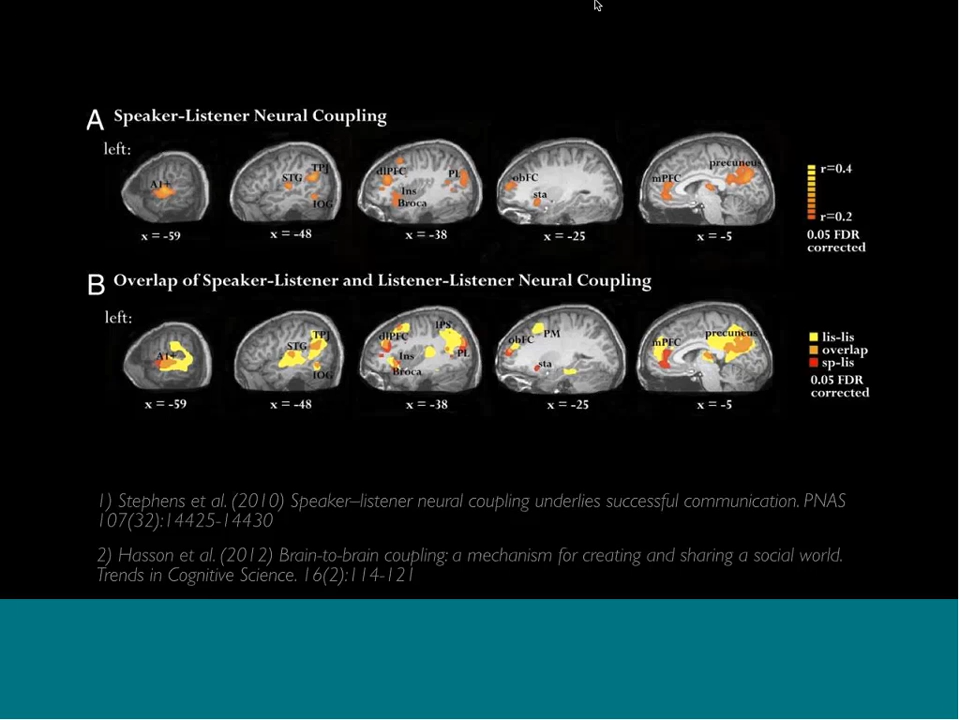 A Speaker-Listener Neural Coupling
left:
A1+
STG
TPJ
IOG
dlPFC
Ins
Broca
PL
obFC
sta
mPFC
precuneus
r=0.4
r=0.2
0.05 FDR
corrected
x = -59
x = -48
x = -38
x = -25
x = -5
B Overlap of Speaker-Listener and Listener-Listener Neural Coupling
left:
A1+
STG
TPJ
IOG
dlPFC
IPS
Ins
Broca
PL
obFC
PM
sta
mPFC
precuneus
lis-lis
overlap
sp-lis
0.05 FDR
corrected
x = -59
x = -48
x = -38
x = -25
x = -5
1) Stephens et al. (2010) Speaker–listener neural coupling underlies successful communication. PNAS
107(32):14425-14430
2) Hasson et al. (2012) Brain-to-brain coupling: a mechanism for creating and sharing a social world.
Trends in Cognitive Science. 16(2):114-121